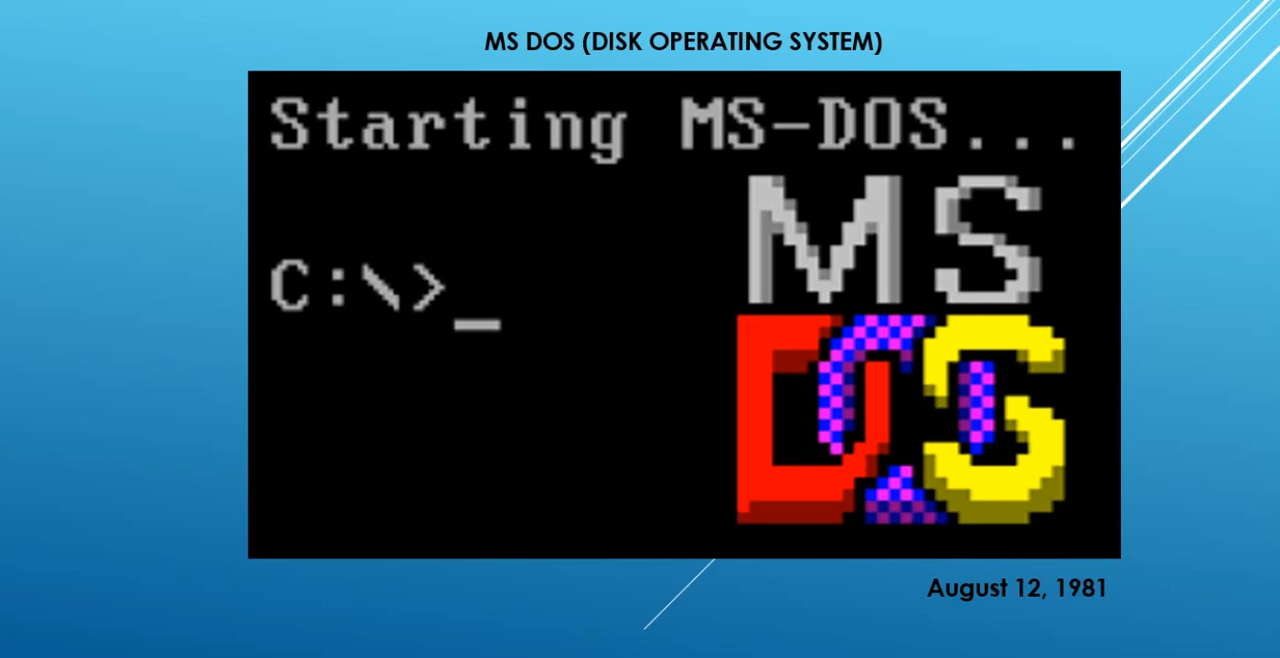 MS DOS (DISK OPERATING SYSTEM)
Starting MS-DOS...
C:\>_
MS
DOS
August 12, 1981